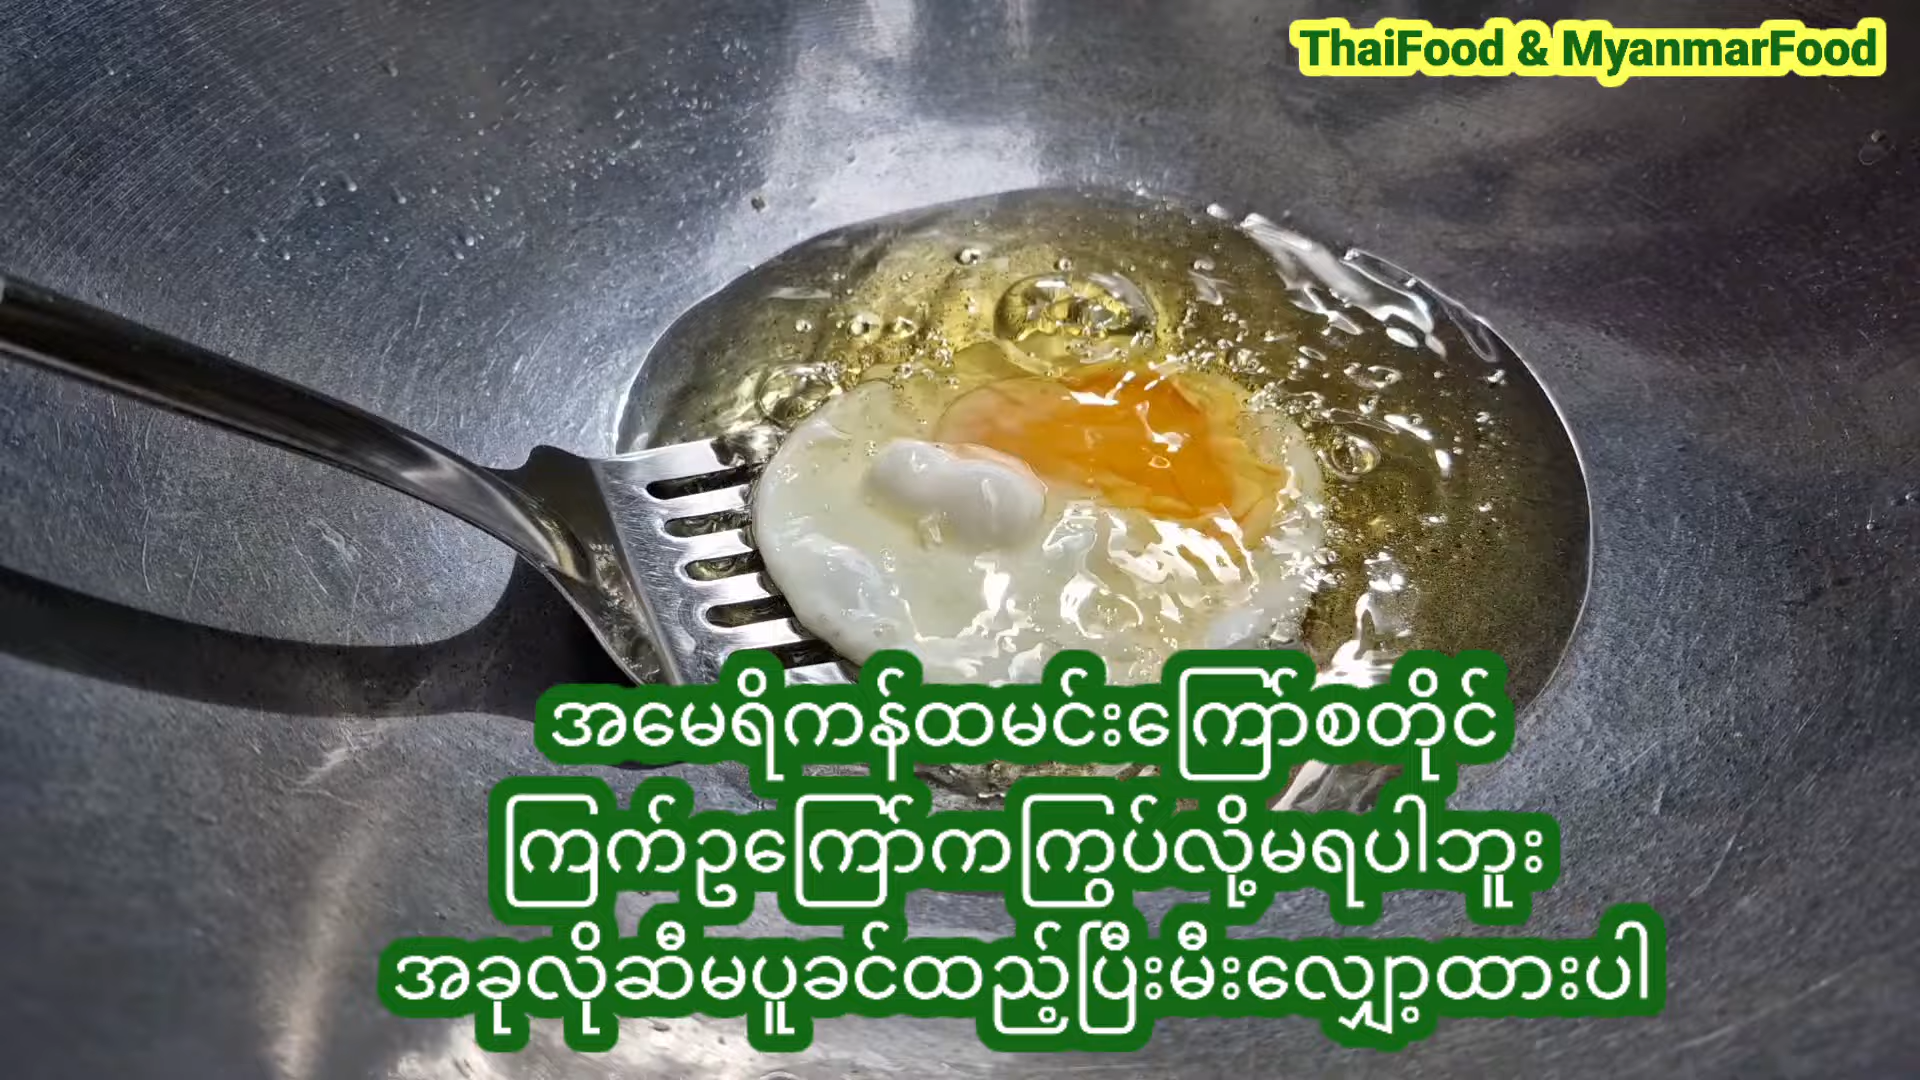 ThaiFood & MyanmarFood
အမေရိကန်ထမင်းကြော်စတိုင်
ကြက်ဥကြော်ကကြွပ်လို့မရပါဘူး
အခုလိုဆီမပူခင်ထည့်ပြီးမီးလျှော့ထားပါ